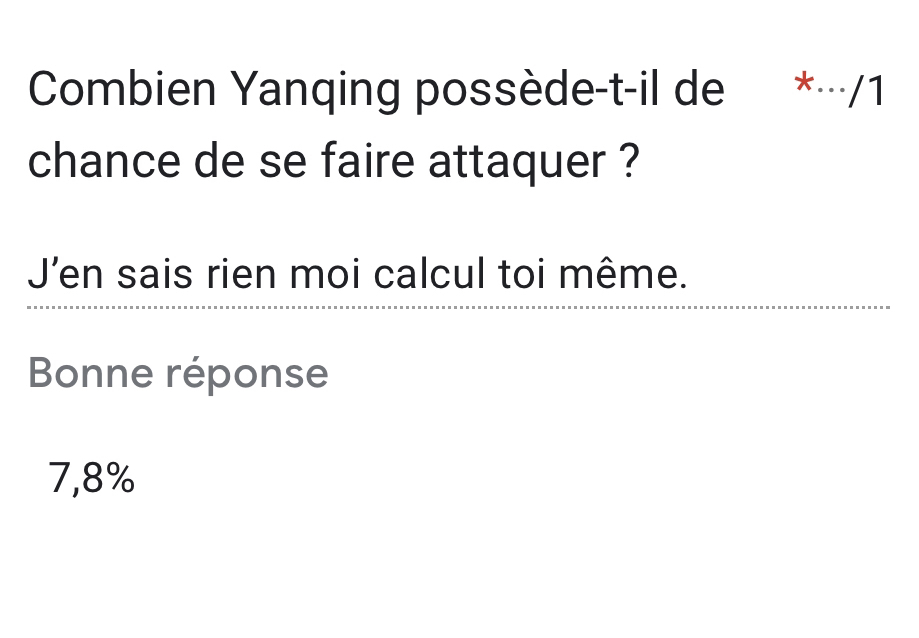 Combien Yanqing possède-t-il de
*···/1
chance de se faire attaquer ?
J’en sais rien moi calcul toi même.
Bonne réponse
7,8%